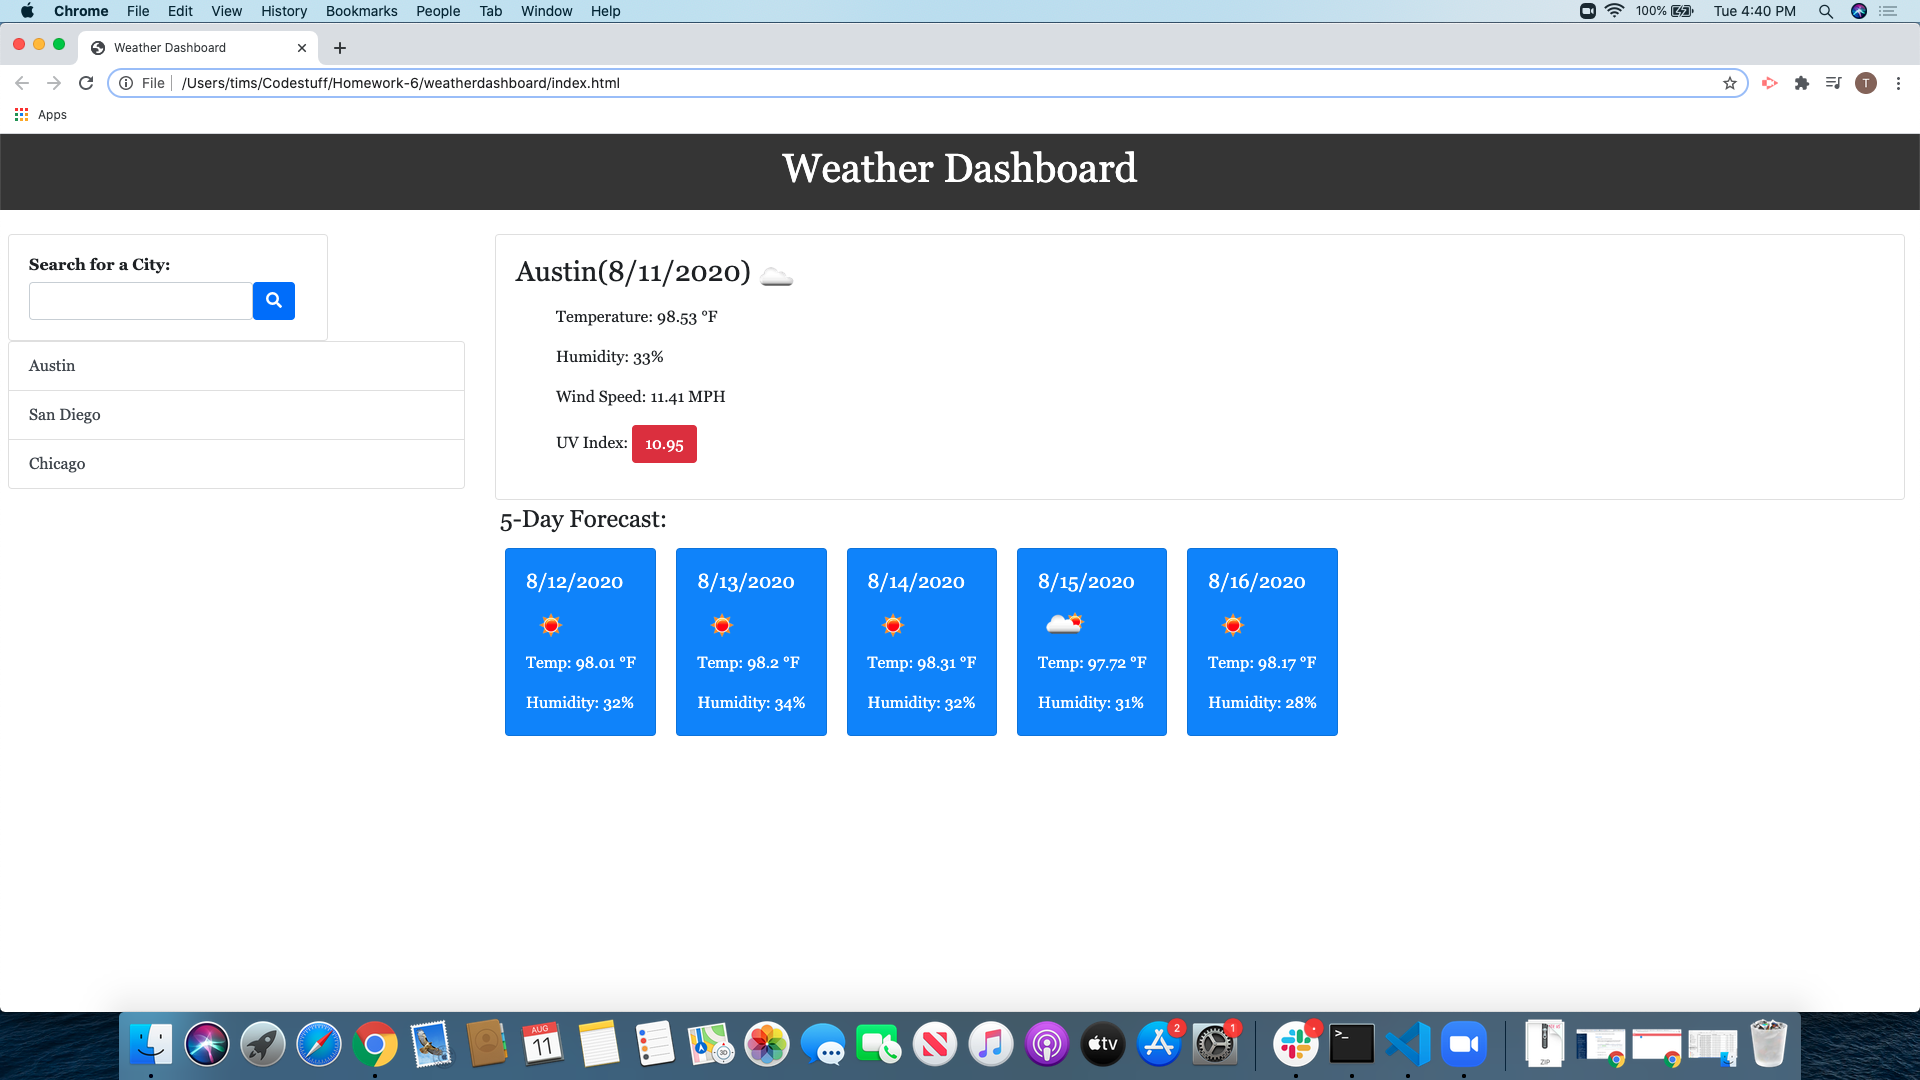 Chrome File Edit View History Bookmarks People Tab Window Help 100% Tue 4:40 PM
Weather Dashboard
File /Users/tims/Codestuff/Homework-6/weatherdashboard/index.html T
Apps
Weather Dashboard
Search for a City:
Austin
San Diego
Chicago
Austin(8/11/2020)
Temperature: 98.53 °F
Humidity: 33%
Wind Speed: 11.41 MPH
UV Index: 10.95
5-Day Forecast:
8/12/2020
Temp: 98.01 °F
Humidity: 32%
8/13/2020
Temp: 98.2 °F
Humidity: 34%
8/14/2020
Temp: 98.31 °F
Humidity: 32%
8/15/2020
Temp: 97.72 °F
Humidity: 31%
8/16/2020
Temp: 98.17 °F
Humidity: 28%
AUG
11
3D
tv
2
1
>_
ZIP